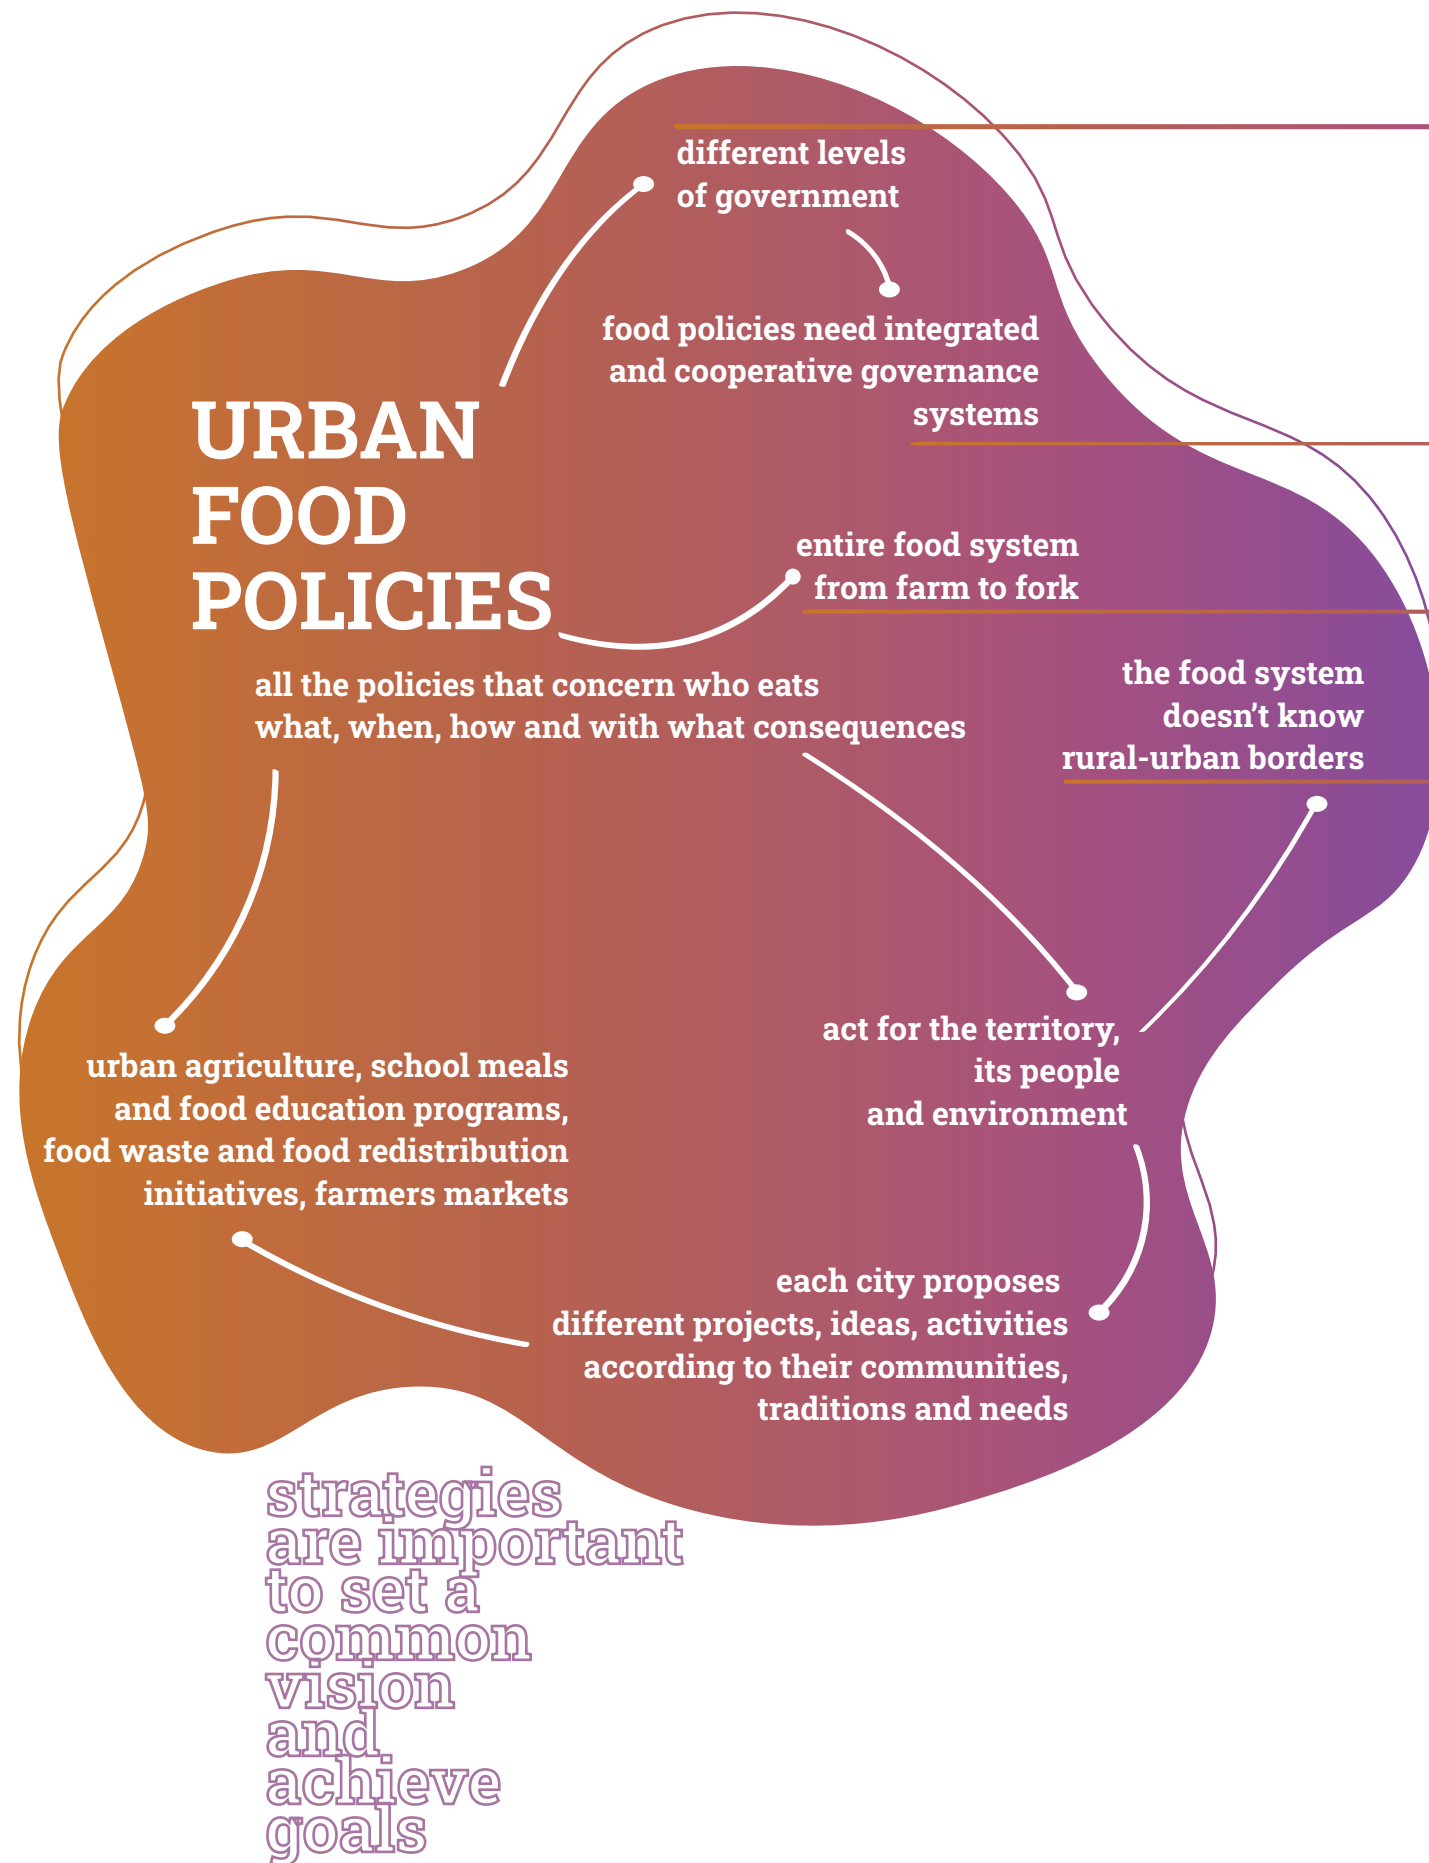 different levels
of government
food policies need integrated
and cooperative governance
systems
URBAN
FOOD
POLICIES
entire food system
from farm to fork
all the policies that concern who eats
what, when, how and with what consequences
the food system
doesn’t know
rural-urban borders
act for the territory,
its people
and environment
urban agriculture, school meals
and food education programs,
food waste and food redistribution
initiatives, farmers markets
each city proposes
different projects, ideas, activities
according to their communities,
traditions and needs
strategies
are important
to set a
common
vision
and
achieve
goals